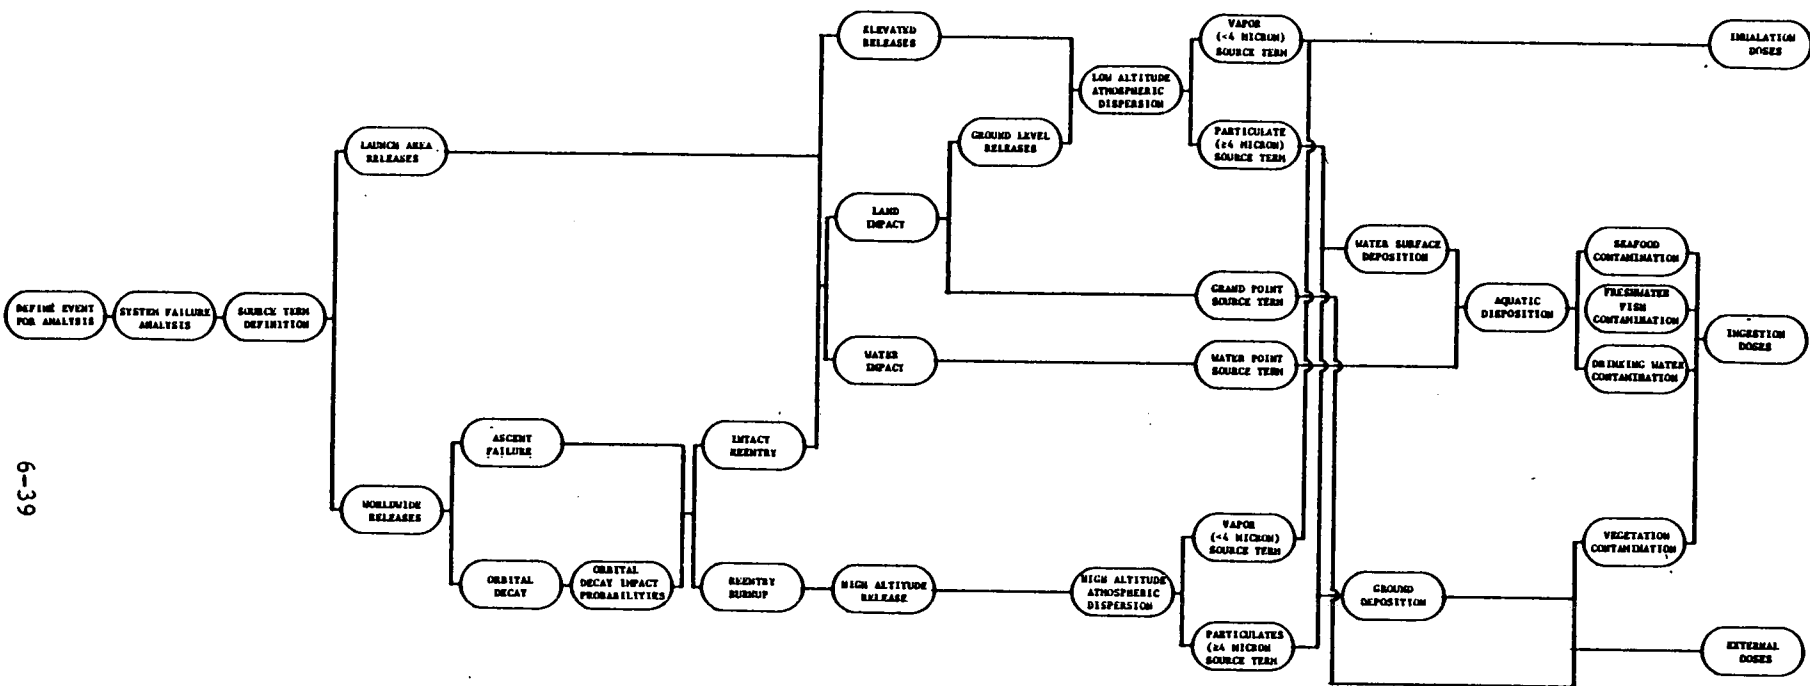 DEFINE EVENT
FOR ANALYSIS
SYSTEM FAILURE
ANALYSIS
SOURCE TERM
DEFINITION
LAUNCH AREA
RELEASES
WORLDWIDE
RELEASES
ASCENT
FAILURE
ORBITAL
DECAY
ORBITAL
DECAY IMPACT
PROBABILITIES
INTACT
REENTRY
REENTRY
BURNUP
ELEVATED
RELEASES
LAND
IMPACT
WATER
IMPACT
HIGH ALTITUDE
RELEASE
GROUND LEVEL
RELEASES
LOW ALTITUDE
ATMOSPHERIC
DISPERSION
HIGH ALTITUDE
ATMOSPHERIC
DISPERSION
VAPOR
(<4 MICRON)
SOURCE TERM
PARTICULATE
(≥4 MICRON)
SOURCE TERM
GRAND POINT
SOURCE TERM
WATER POINT
SOURCE TERM
VAPOR
(<4 MICRON)
SOURCE TERM
PARTICULATES
(≥4 MICRON
SOURCE TERM
WATER SURFACE
DEPOSITION
GROUND
DEPOSITION
AQUATIC
DISPOSITION
SEAFOOD
CONTAMINATION
FRESHWATER
FISH
CONTAMINATION
DRINKING WATER
CONTAMINATION
VEGETATION
CONTAMINATION
INHALATION
DOSES
INGESTION
DOSES
EXTERNAL
DOSES
6-39